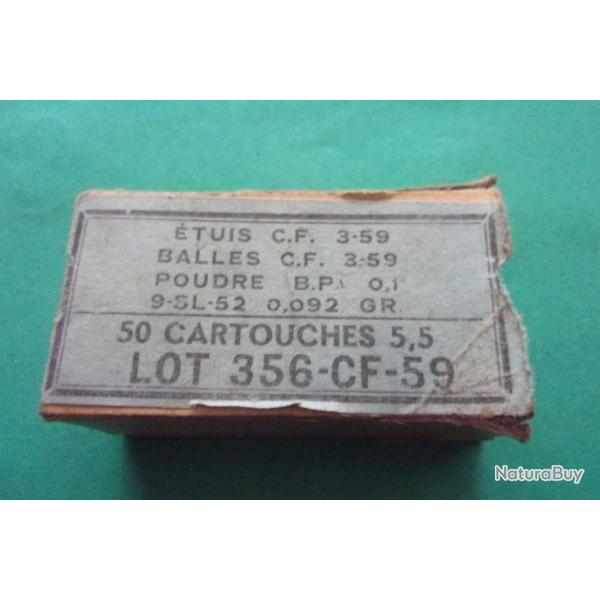 ÉTUIS C.F. 3-59
BALLES C.F. 3-59
POUDRE B.P. 0,1
9-SL-52 0,092 GR
50 CARTOUCHES 5,5
LOT 356-CF-59
NaturaBuy